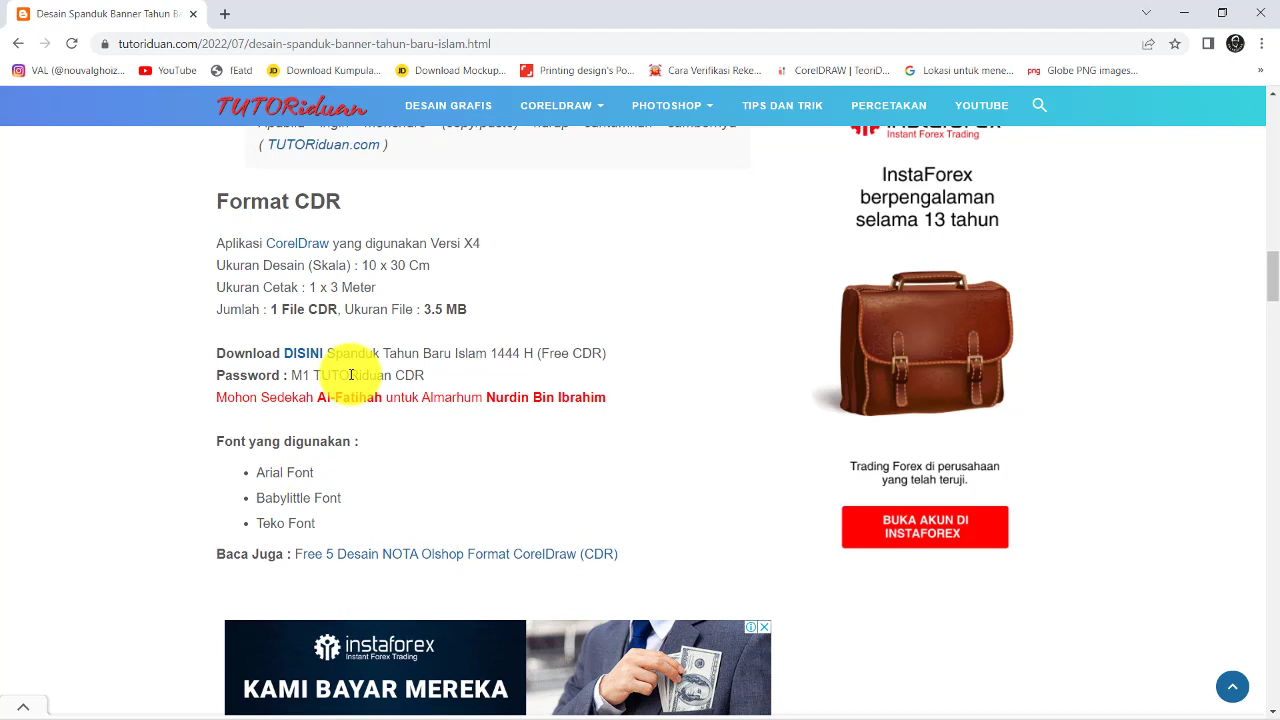 Desain Spanduk Banner Tahun B
tutoriduan.com/2022/07/desain-spanduk-banner-tahun-baru-islam.html
VAL (@nouvalghoiz...
YouTube
fEatd
Download Kumpula...
Download Mockup...
Printing design's Po...
Cara Verifikasi Reke...
CorelDRAW | TeoriD...
Lokasi untuk mene...
png
Globe PNG images...
»
TUTORiduan
DESAIN GRAFIS
CORELDRAW
PHOTOSHOP
TIPS DAN TRIK
PERCETAKAN
YOUTUBE
( TUTORiduan.com )
Format CDR
Aplikasi CorelDraw yang digunakan Versi X4
Ukuran Desain (Skala) : 10 x 30 Cm
Ukuran Cetak : 1 x 3 Meter
Jumlah : 1 File CDR, Ukuran File : 3.5 MB
Download DISINI Spanduk Tahun Baru Islam 1444 H (Free CDR)
Password : M1 TUTORiduan CDR
Mohon Sedekah Al-Fatihah untuk Almarhum Nurdin Bin Ibrahim
Font yang digunakan :
• Arial Font
• Babylittle Font
• Teko Font
Baca Juga : Free 5 Desain NOTA Olshop Format CorelDraw (CDR)
instaforex
Instant Forex Trading
KAMI BAYAR MEREKA
Instant Forex Trading
InstaForex
berpengalaman
selama 13 tahun
Trading Forex di perusahaan
yang telah teruji.
BUKA AKUN DI
INSTAFOREX